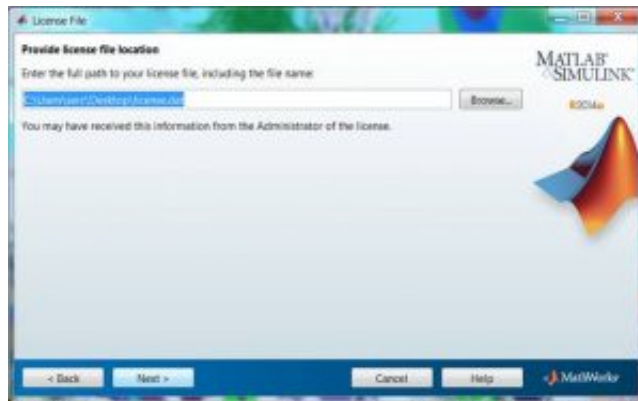 License File
Provide license file location
Enter the full path to your license file, including the file name:
C:\Users\user\Desktop\license.dat
Browse...
You may have received this information from the Administrator of the license.
MATLAB®
&SIMULINK®
R2014a
< Back
Next >
Cancel
Help
MathWorks